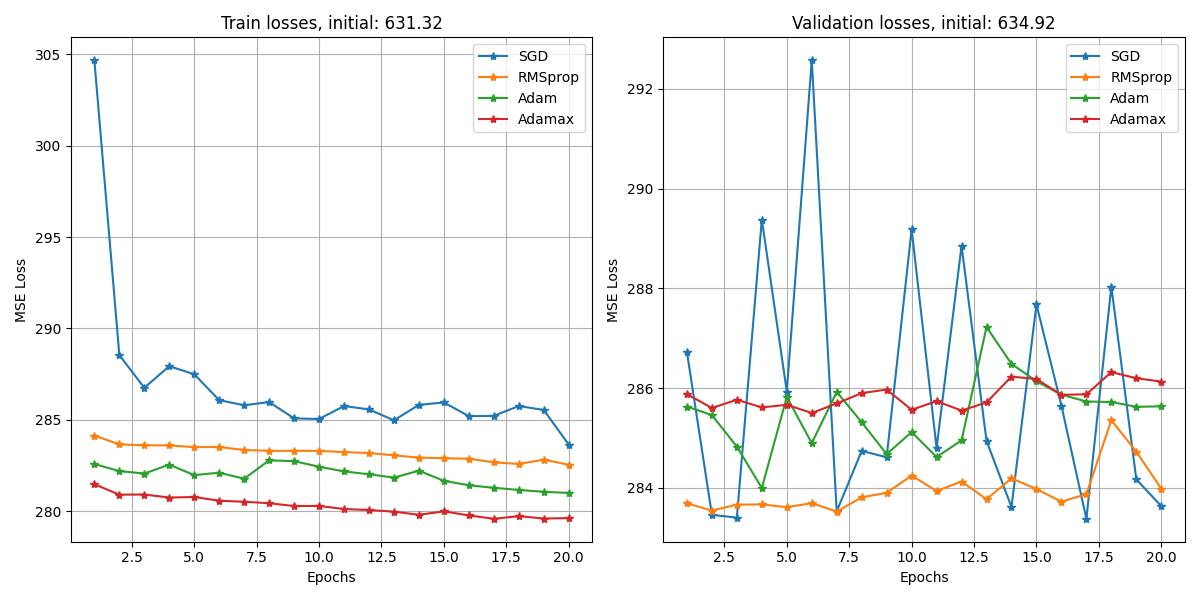 Train losses, initial: 631.32
MSE Loss
305
300
295
290
285
280
SGD
RMSprop
Adam
Adamax
2.5 5.0 7.5 10.0 12.5 15.0 17.5 20.0
Epochs
Validation losses, initial: 634.92
MSE Loss
292
290
288
286
284
SGD
RMSprop
Adam
Adamax
2.5 5.0 7.5 10.0 12.5 15.0 17.5 20.0
Epochs